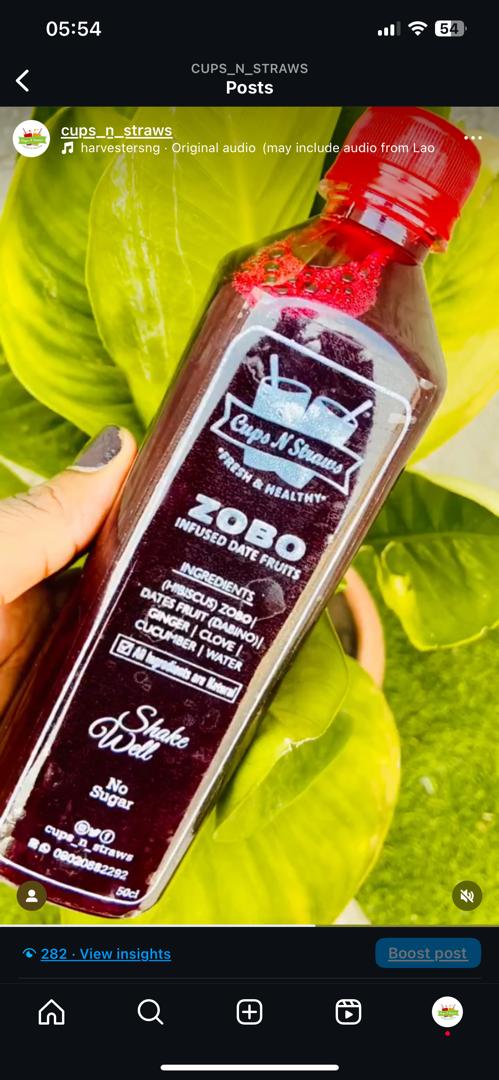 05:54
54
CUPS_N_STRAWS
Posts
cups_n_straws
harvestersng · Original audio (may include audio from Lao
Cups N Straws
"FRESH & HEALTHY"
ZOBO
INFUSED DATE FRUITS
INGREDIENTS
(HIBISCUS) ZOBO|
DATES FRUIT (DABINO)|
GINGER | CLOVE |
CUCUMBER | WATER
All Ingredients are Natural
Shake
Well
No
Sugar
cups_n_straws
09020882292
50cl
282 · View insights
Boost post